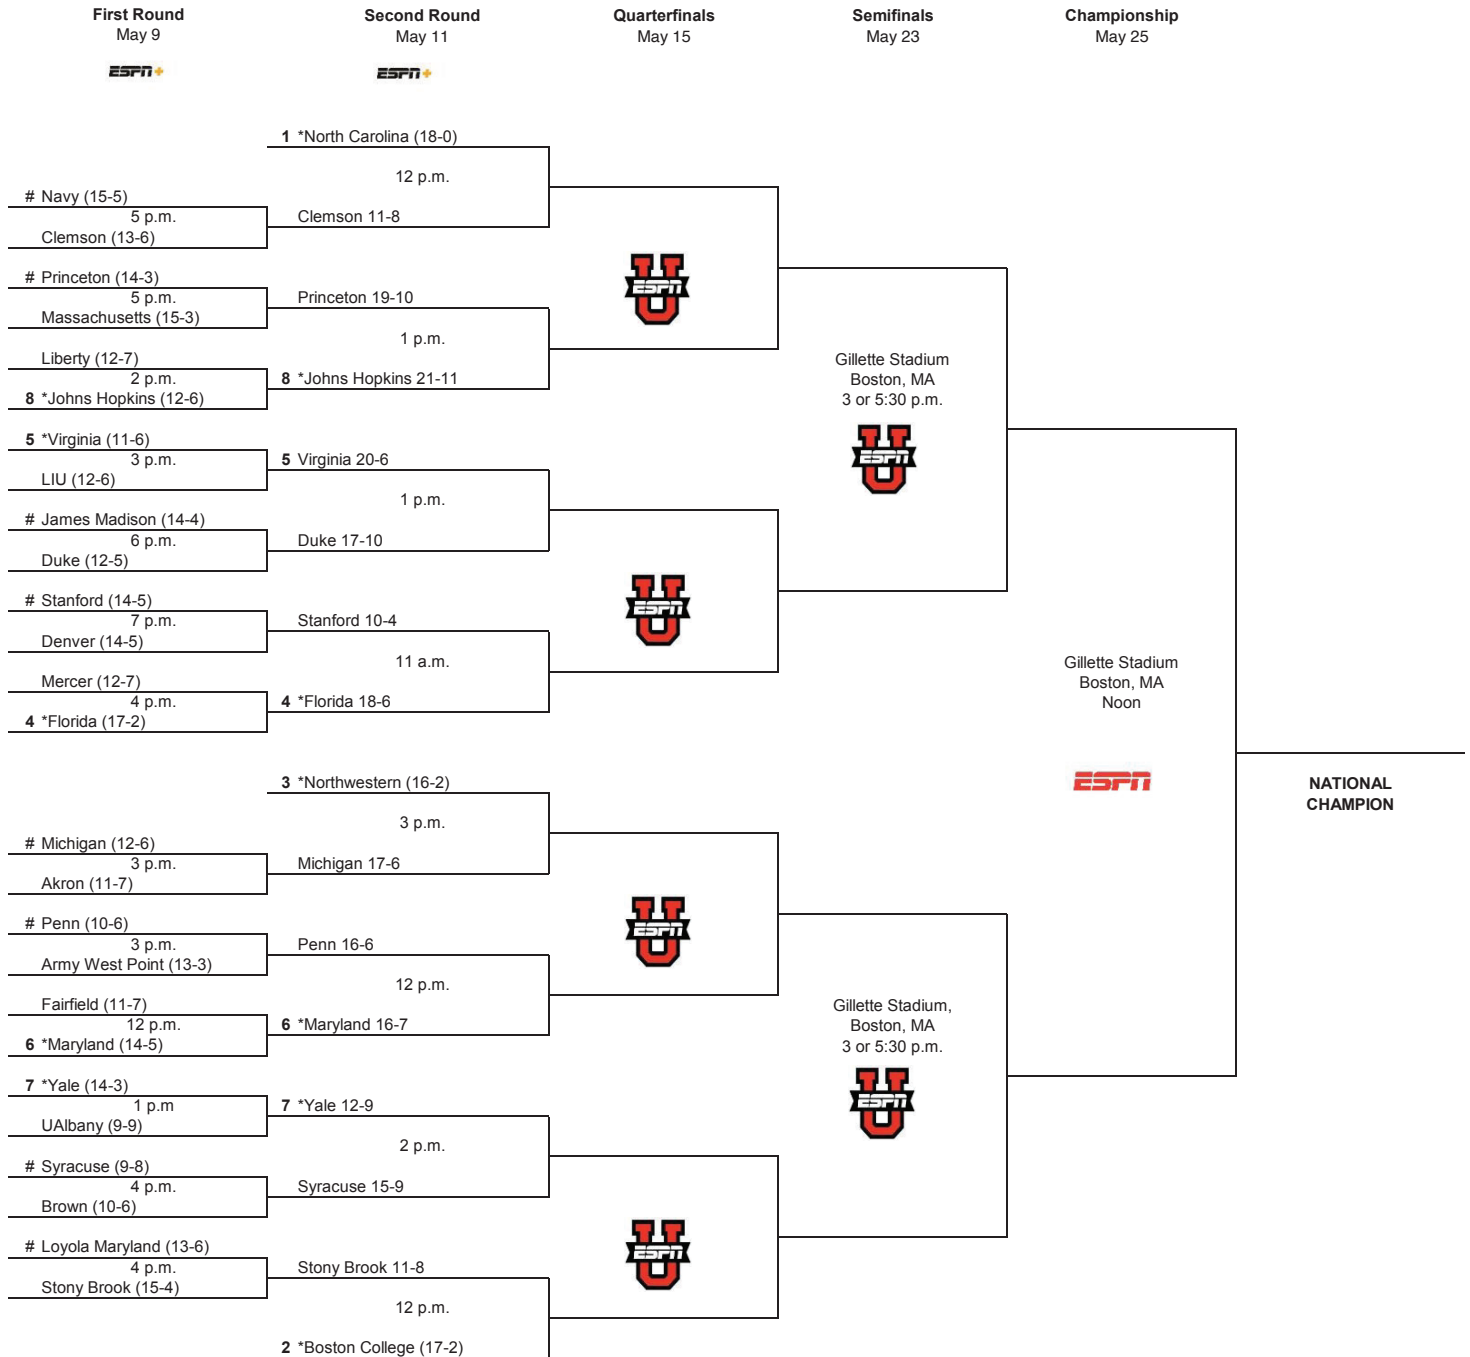 First Round
May 9
ESPN+
Second Round
May 11
ESPN+
Quarterfinals
May 15
Semifinals
May 23
Championship
May 25
# Navy (15-5)
5 p.m.
Clemson (13-6)
# Princeton (14-3)
5 p.m.
Massachusetts (15-3)
Liberty (12-7)
2 p.m.
8 *Johns Hopkins (12-6)
5 *Virginia (11-6)
3 p.m.
LIU (12-6)
# James Madison (14-4)
6 p.m.
Duke (12-5)
# Stanford (14-5)
7 p.m.
Denver (14-5)
Mercer (12-7)
4 p.m.
4 *Florida (17-2)
# Michigan (12-6)
3 p.m.
Akron (11-7)
# Penn (10-6)
3 p.m.
Army West Point (13-3)
Fairfield (11-7)
12 p.m.
6 *Maryland (14-5)
7 *Yale (14-3)
1 p.m
UAlbany (9-9)
# Syracuse (9-8)
4 p.m.
Brown (10-6)
# Loyola Maryland (13-6)
4 p.m.
Stony Brook (15-4)
1 *North Carolina (18-0)
12 p.m.
Clemson 11-8
Princeton 19-10
1 p.m.
8 *Johns Hopkins 21-11
5 Virginia 20-6
1 p.m.
Duke 17-10
Stanford 10-4
11 a.m.
4 *Florida 18-6
3 *Northwestern (16-2)
3 p.m.
Michigan 17-6
Penn 16-6
12 p.m.
6 *Maryland 16-7
7 *Yale 12-9
2 p.m.
Syracuse 15-9
Stony Brook 11-8
12 p.m.
2 *Boston College (17-2)
U
ESPN
U
ESPN
U
ESPN
U
ESPN
Gillette Stadium
Boston, MA
3 or 5:30 p.m.
U
ESPN
Gillette Stadium,
Boston, MA
3 or 5:30 p.m.
U
ESPN
Gillette Stadium
Boston, MA
Noon
ESPN
NATIONAL
CHAMPION